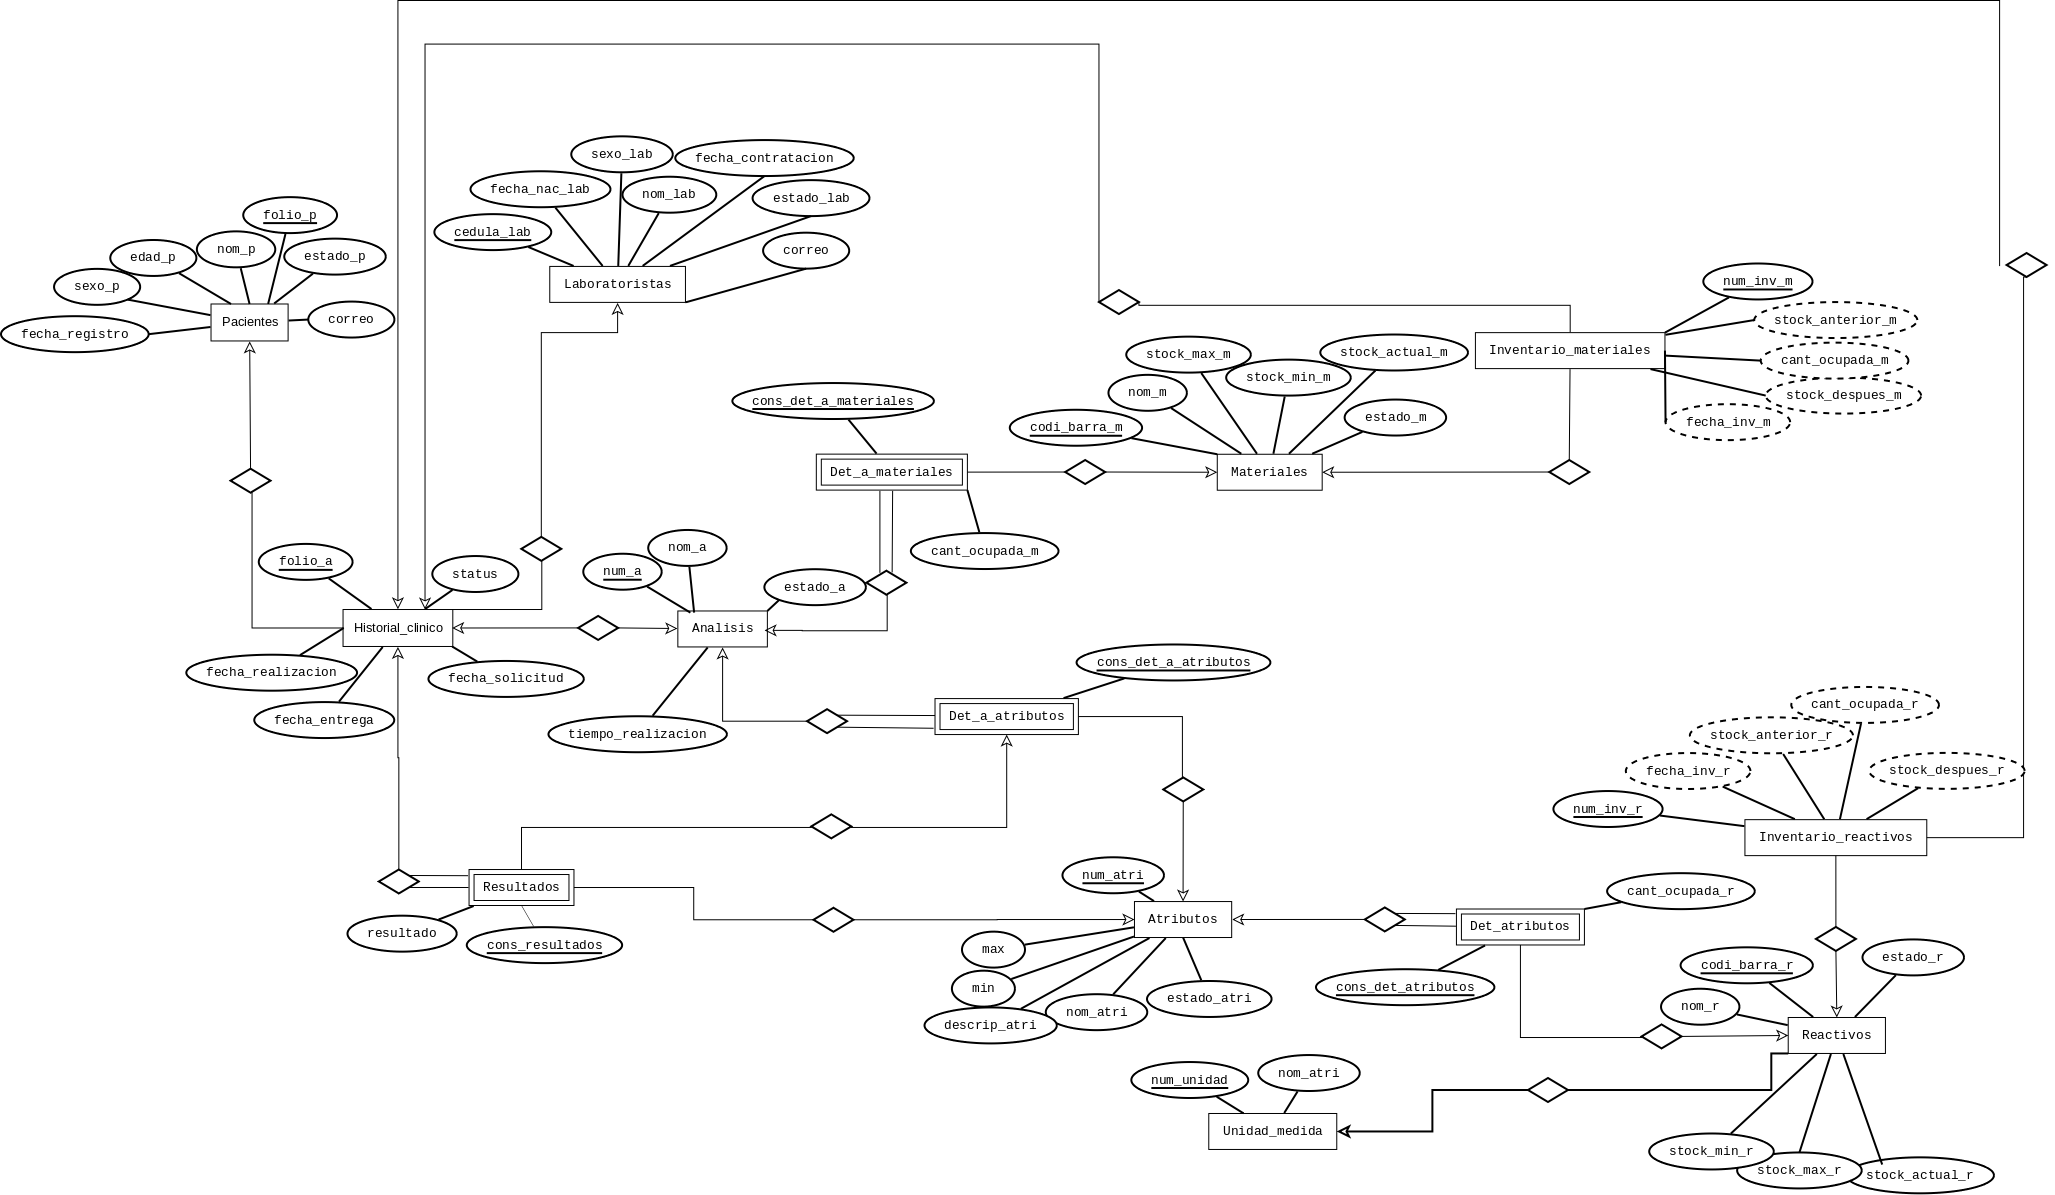 sexo_lab
fecha_contratacion
fecha_nac_lab
nom_lab
estado_lab
cedula_lab
correo
Laboratoristas
folio_p
nom_p
edad_p
estado_p
sexo_p
correo
fecha_registro
Pacientes
num_inv_m
stock_anterior_m
cant_ocupada_m
stock_despues_m
fecha_inv_m
Inventario_materiales
stock_max_m
stock_actual_m
stock_min_m
nom_m
estado_m
codi_barra_m
Materiales
cons_det_a_materiales
Det_a_materiales
cant_ocupada_m
folio_a
status
Historial_clinico
fecha_realizacion
fecha_solicitud
fecha_entrega
nom_a
num_a
estado_a
Analisis
tiempo_realizacion
cons_det_a_atributos
Det_a_atributos
cant_ocupada_r
stock_anterior_r
fecha_inv_r
stock_despues_r
num_inv_r
Inventario_reactivos
Resultados
resultado
cons_resultados
num_atri
Atributos
max
min
estado_atri
nom_atri
descrip_atri
cant_ocupada_r
Det_atributos
cons_det_atributos
codi_barra_r
estado_r
nom_r
Reactivos
num_unidad
nom_atri
Unidad_medida
stock_min_r
stock_max_r
stock_actual_r